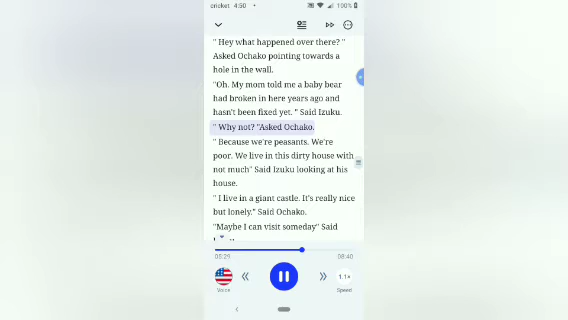 cricket 4:50
100%
" Hey what happened over there? "
Asked Ochako pointing towards a
hole in the wall.
"Oh. My mom told me a baby bear
had broken in here years ago and
hasn't been fixed yet. " Said Izuku.
" Why not? "Asked Ochako.
" Because we're peasants. We're
poor. We live in this dirty house with
not much" Said Izuku looking at his
house.
" I live in a giant castle. It's really nice
but lonely." Said Ochako.
"Maybe I can visit someday" Said
05:29 08:40
1.1×
Voice Speed